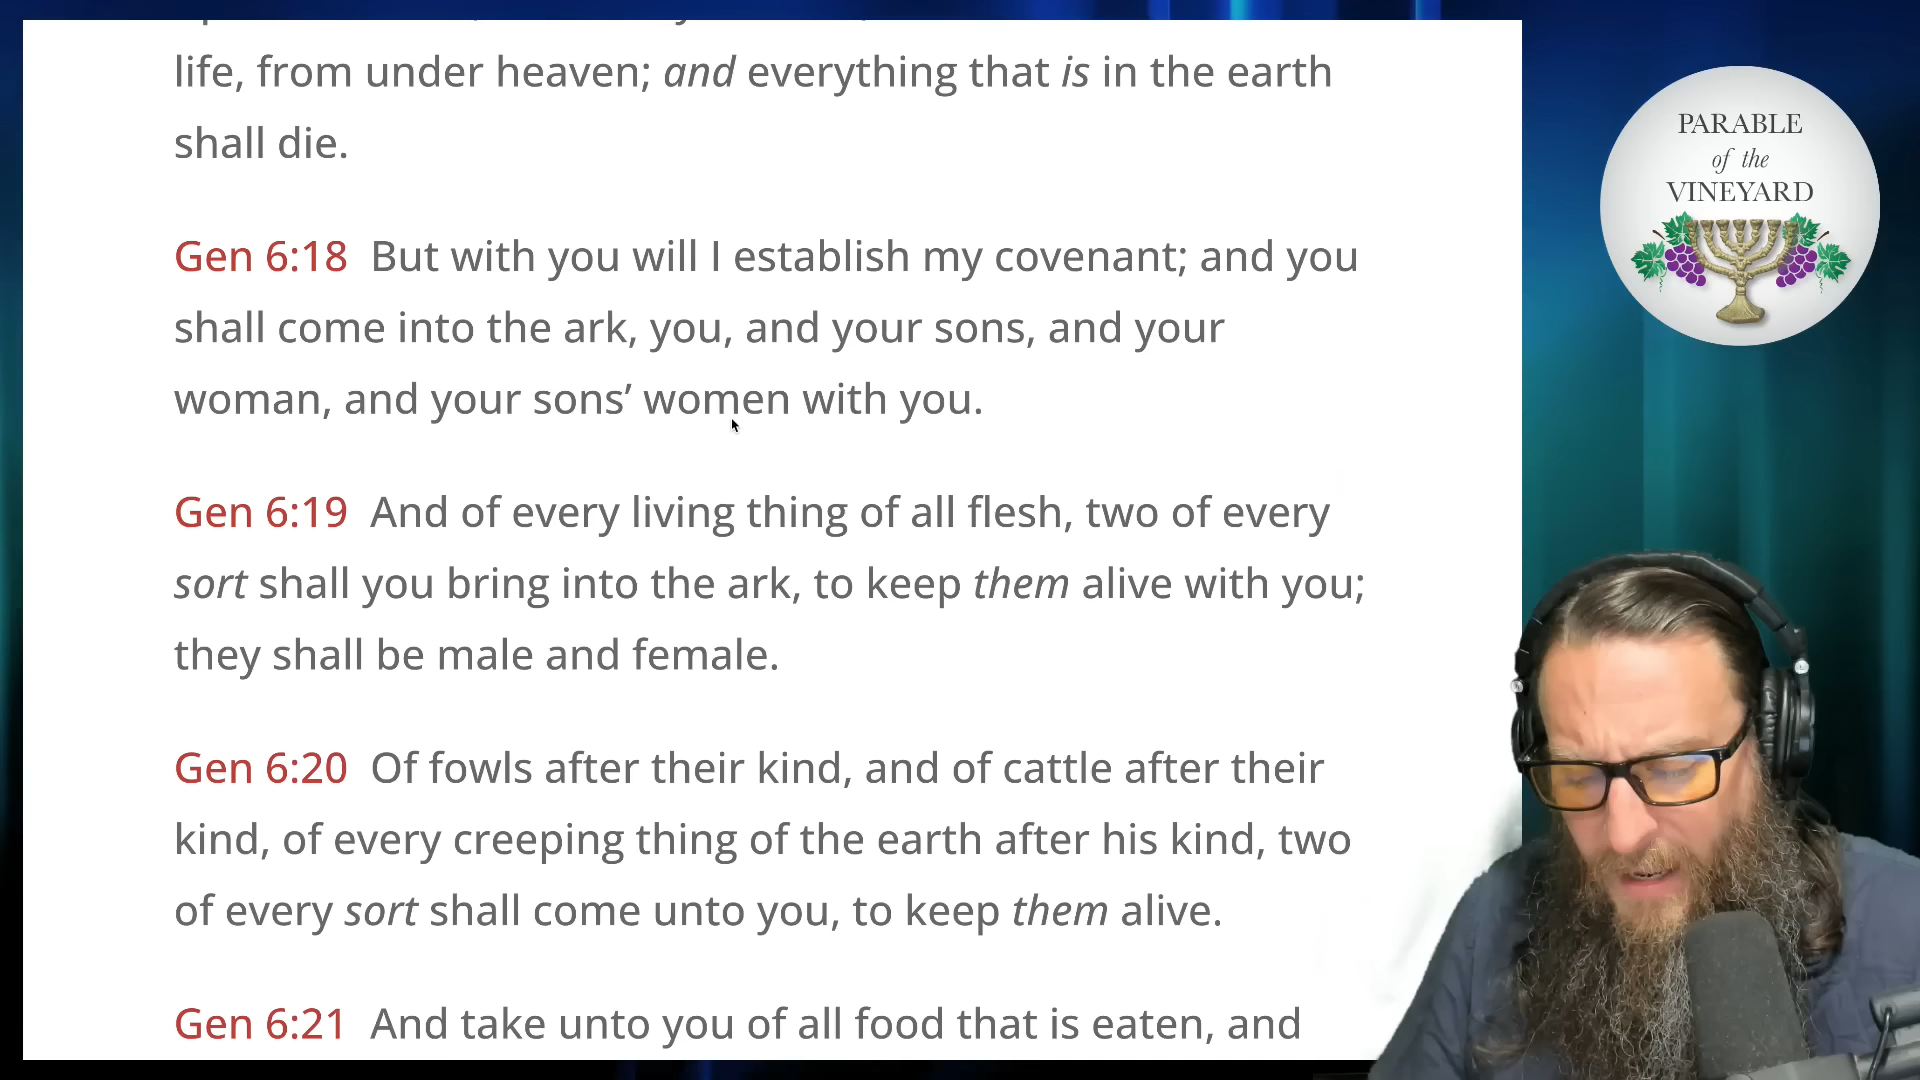 life, from under heaven; and everything that is in the earth
shall die.
Gen 6:18 But with you will I establish my covenant; and you
shall come into the ark, you, and your sons, and your
woman, and your sons’ women with you.
Gen 6:19 And of every living thing of all flesh, two of every
sort shall you bring into the ark, to keep them alive with you;
they shall be male and female.
Gen 6:20 Of fowls after their kind, and of cattle after their
kind, of every creeping thing of the earth after his kind, two
of every sort shall come unto you, to keep them alive.
Gen 6:21 And take unto you of all food that is eaten, and
PARABLE
of the
VINEYARD